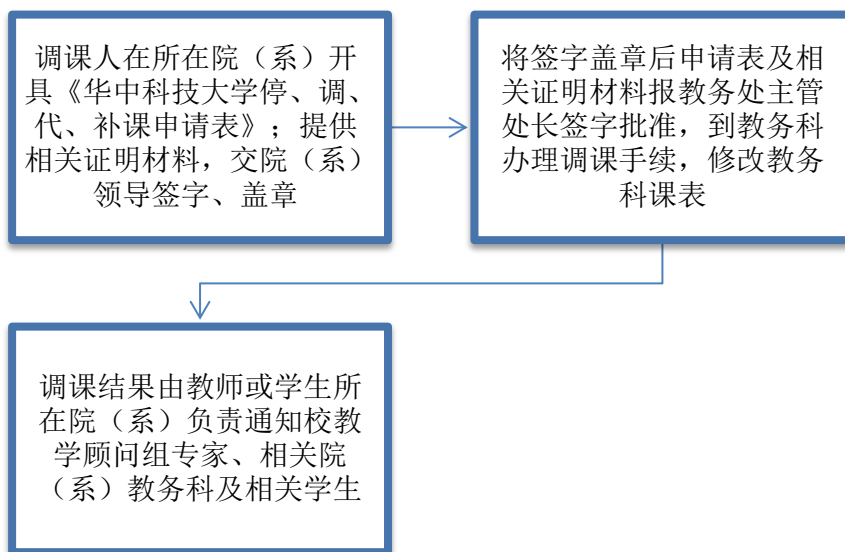 调课人在所在院（系）开
具《华中科技大学停、调、
代、补课申请表》；提供
相关证明材料，交院（系）
领导签字、盖章
将签字盖章后申请表及相
关证明材料报教务处主管
处长签字批准，到教务科
办理调课手续，修改教务
科课表
调课结果由教师或学生所
在院（系）负责通知校教
学顾问组专家、相关院
（系）教务科及相关学生